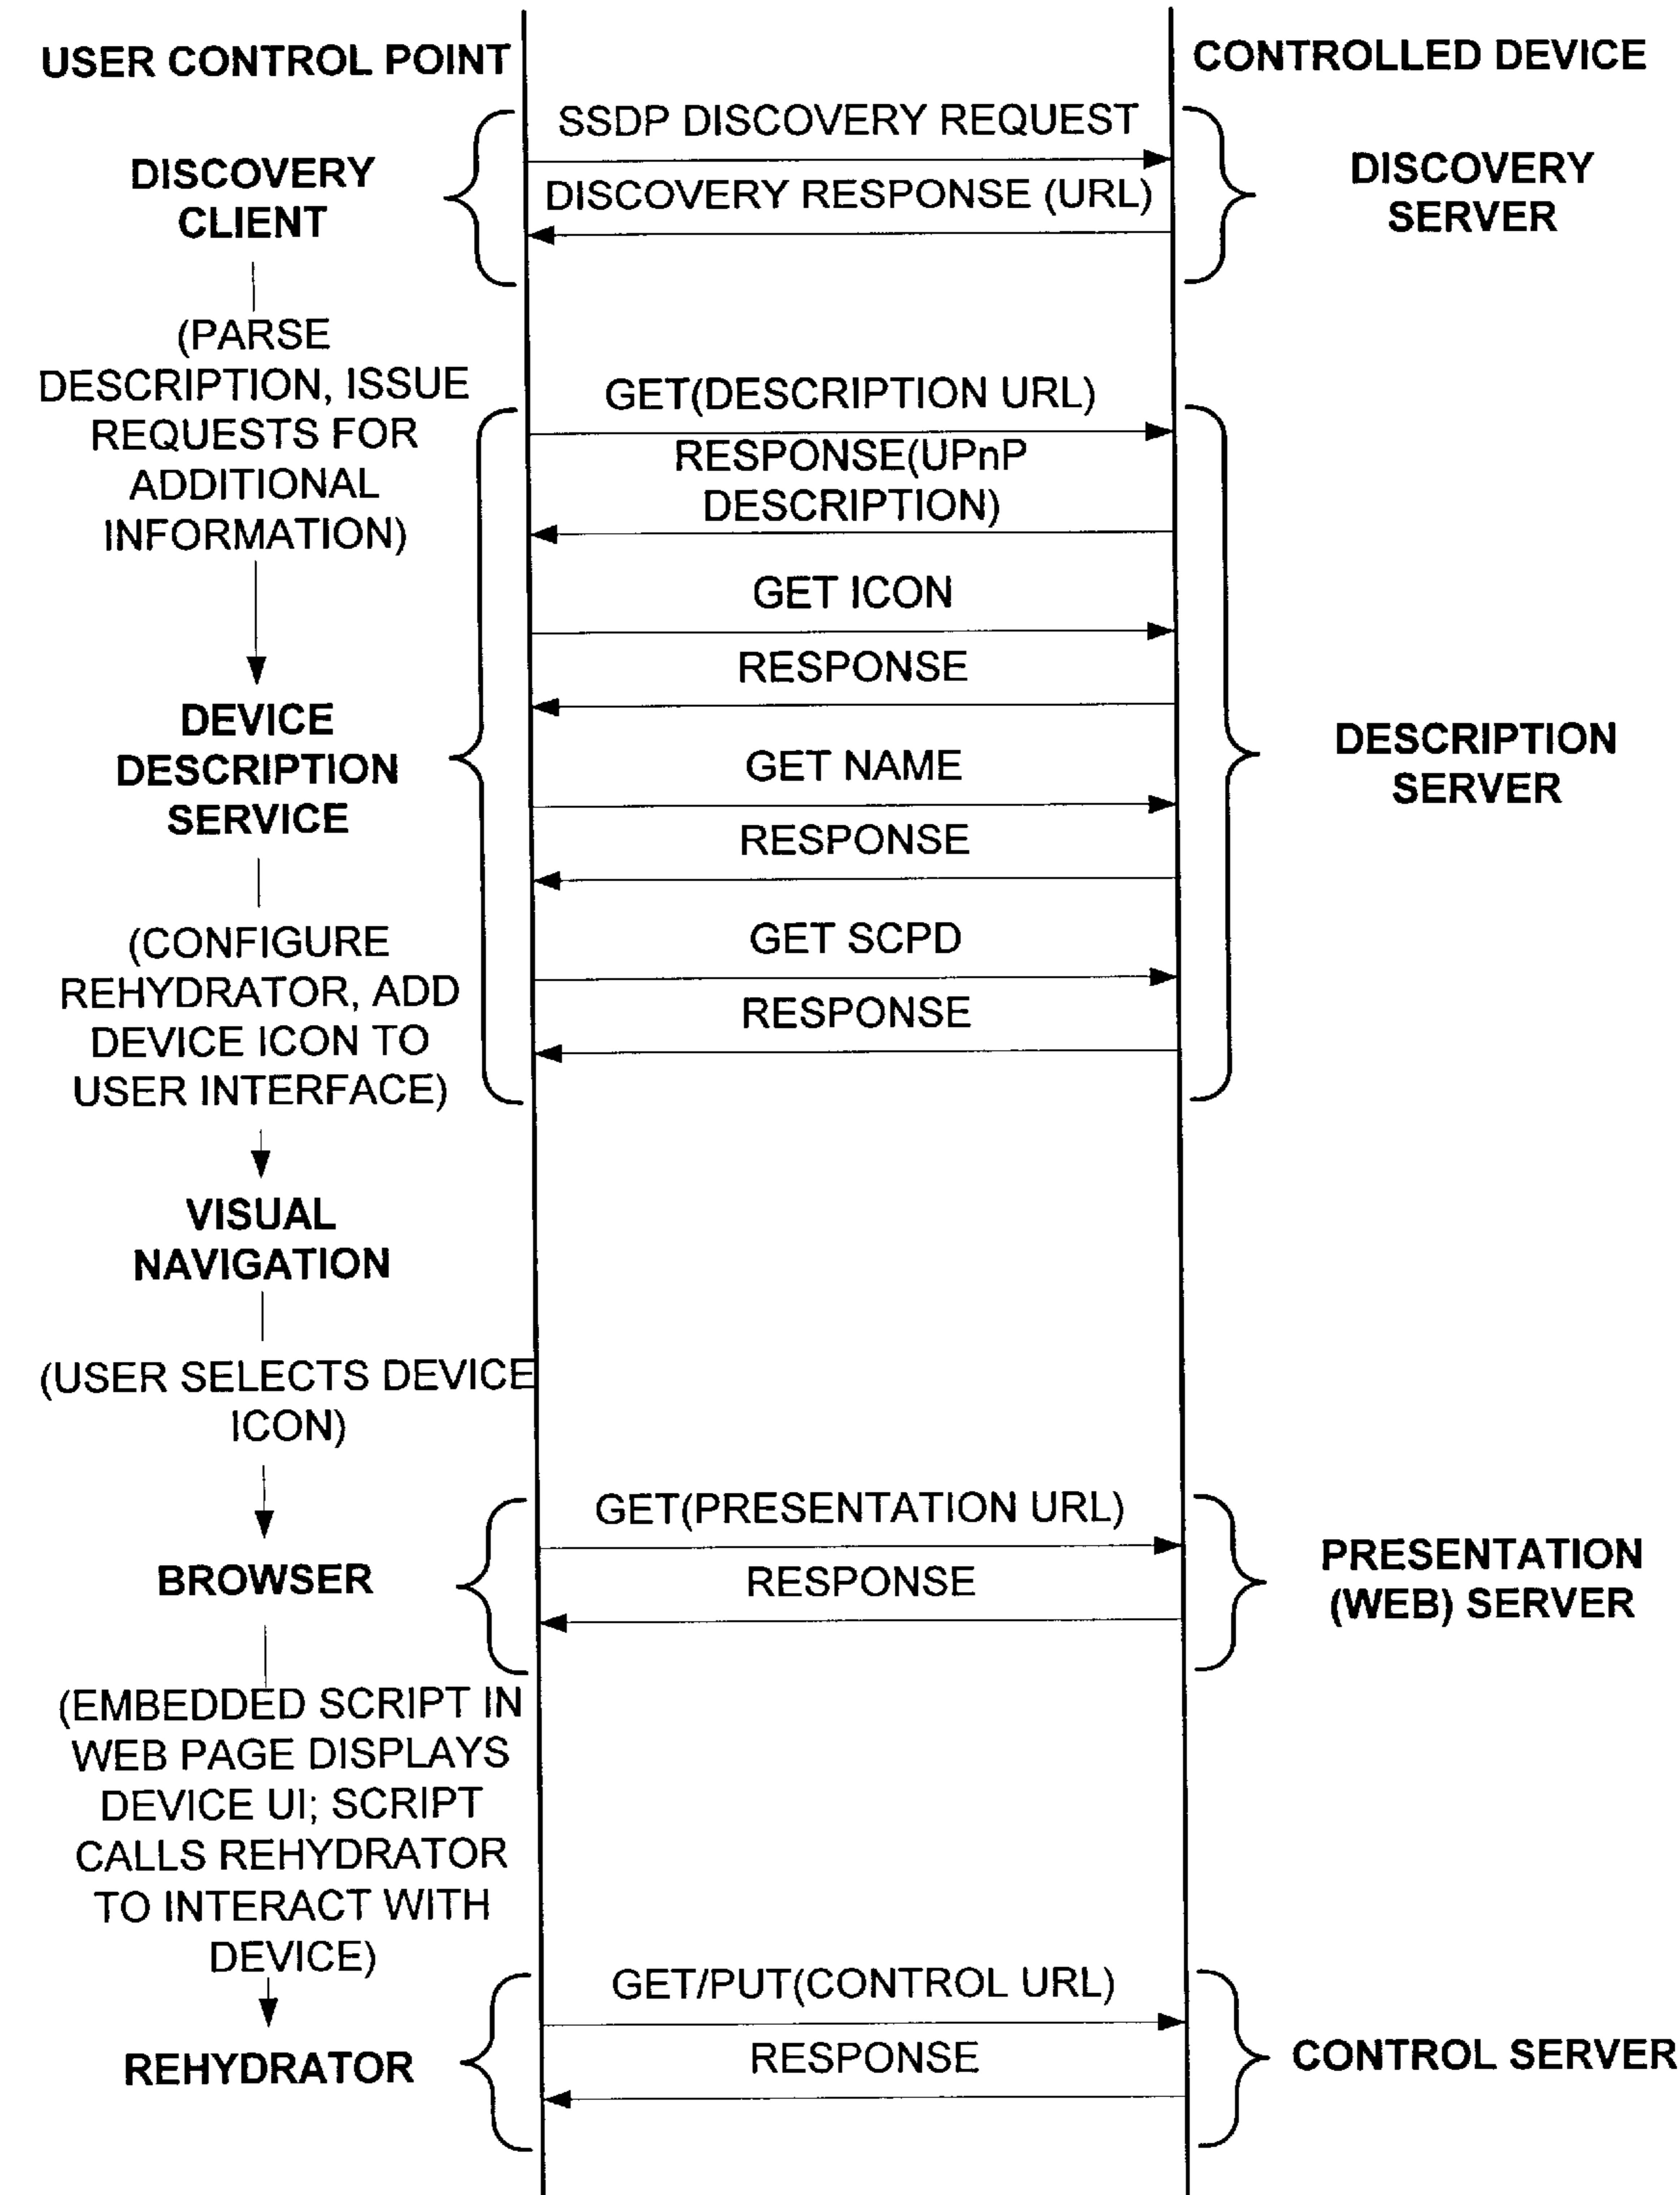 USER CONTROL POINT
CONTROLLED DEVICE
SSDP DISCOVERY REQUEST
DISCOVERY RESPONSE (URL)
DISCOVERY
CLIENT
DISCOVERY
SERVER
(PARSE
DESCRIPTION, ISSUE
REQUESTS FOR
ADDITIONAL
INFORMATION)
GET(DESCRIPTION URL)
RESPONSE(UPnP
DESCRIPTION)
GET ICON
RESPONSE
DEVICE
DESCRIPTION
SERVICE
GET NAME
RESPONSE
DESCRIPTION
SERVER
GET SCPD
RESPONSE
(CONFIGURE
REHYDRATOR, ADD
DEVICE ICON TO
USER INTERFACE)
VISUAL
NAVIGATION
(USER SELECTS DEVICE
ICON)
GET(PRESENTATION URL)
RESPONSE
BROWSER
PRESENTATION
(WEB) SERVER
(EMBEDDED SCRIPT IN
WEB PAGE DISPLAYS
DEVICE UI; SCRIPT
CALLS REHYDRATOR
TO INTERACT WITH
DEVICE)
GET/PUT(CONTROL URL)
RESPONSE
REHYDRATOR
CONTROL SERVER